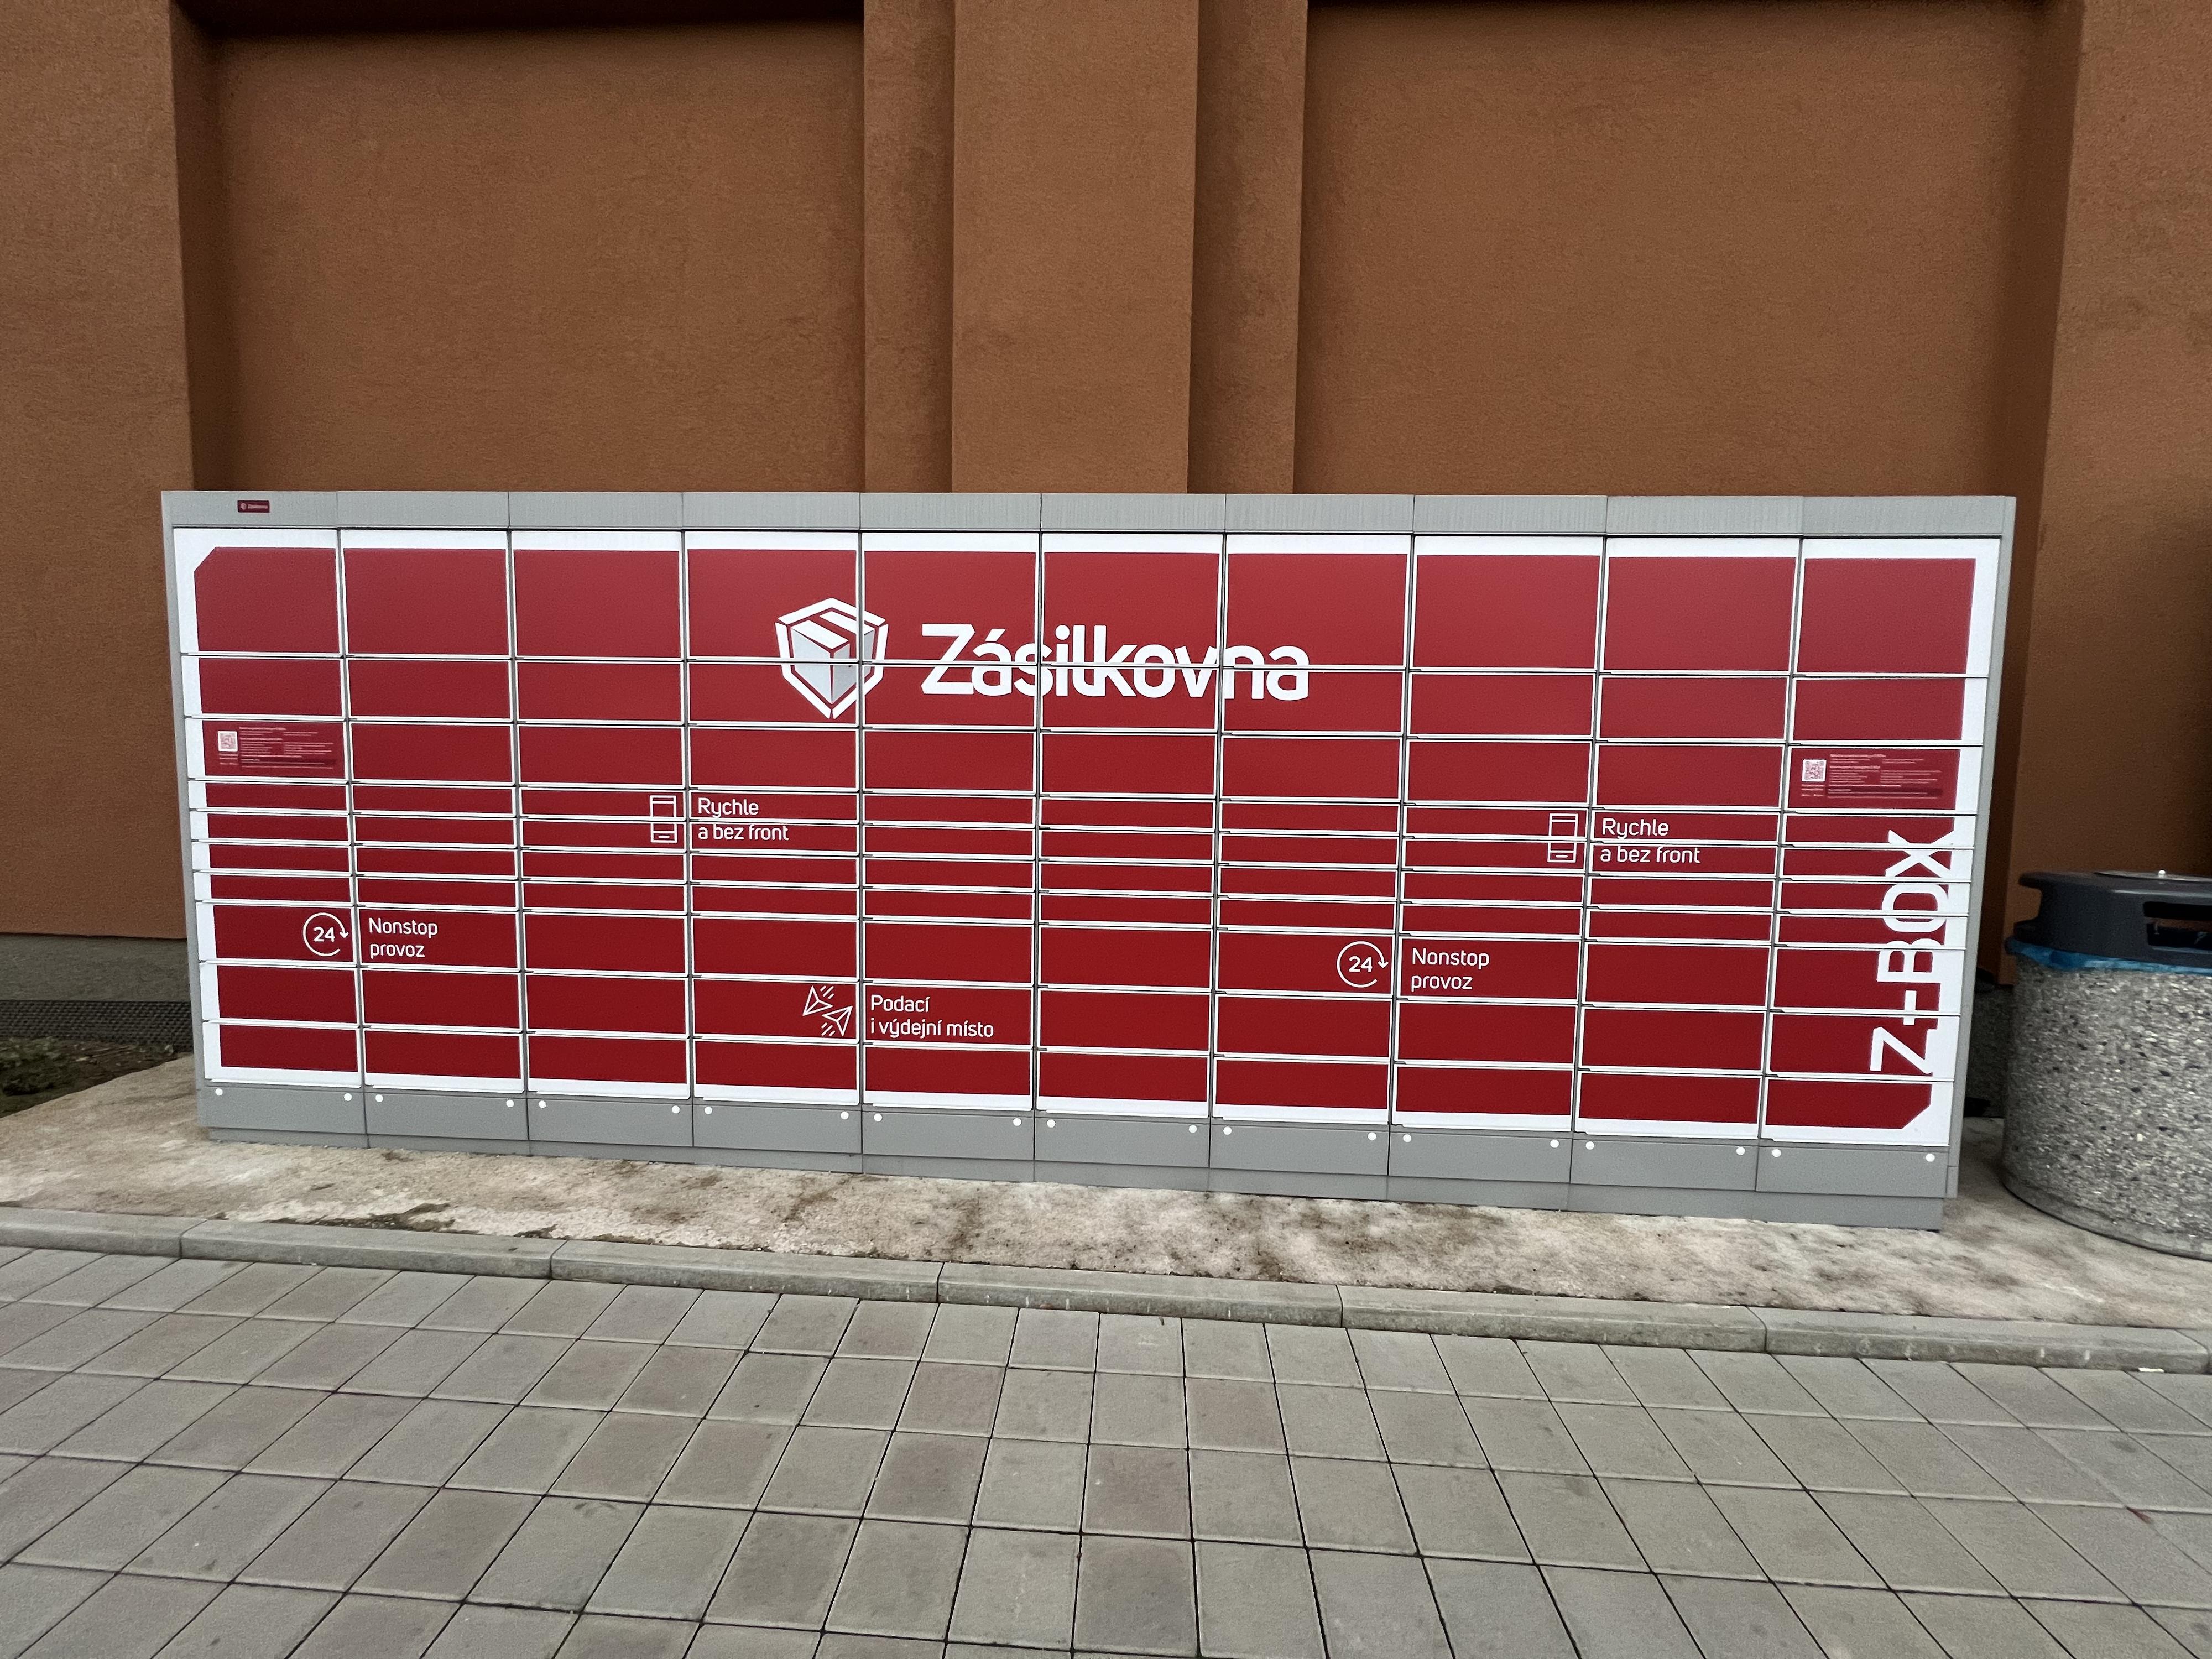 Zásilkovna
Rychle
a bez front
Rychle
a bez front
24
Nonstop
provoz
24
Nonstop
provoz
Podací
i výdejní místo
Z-BOX